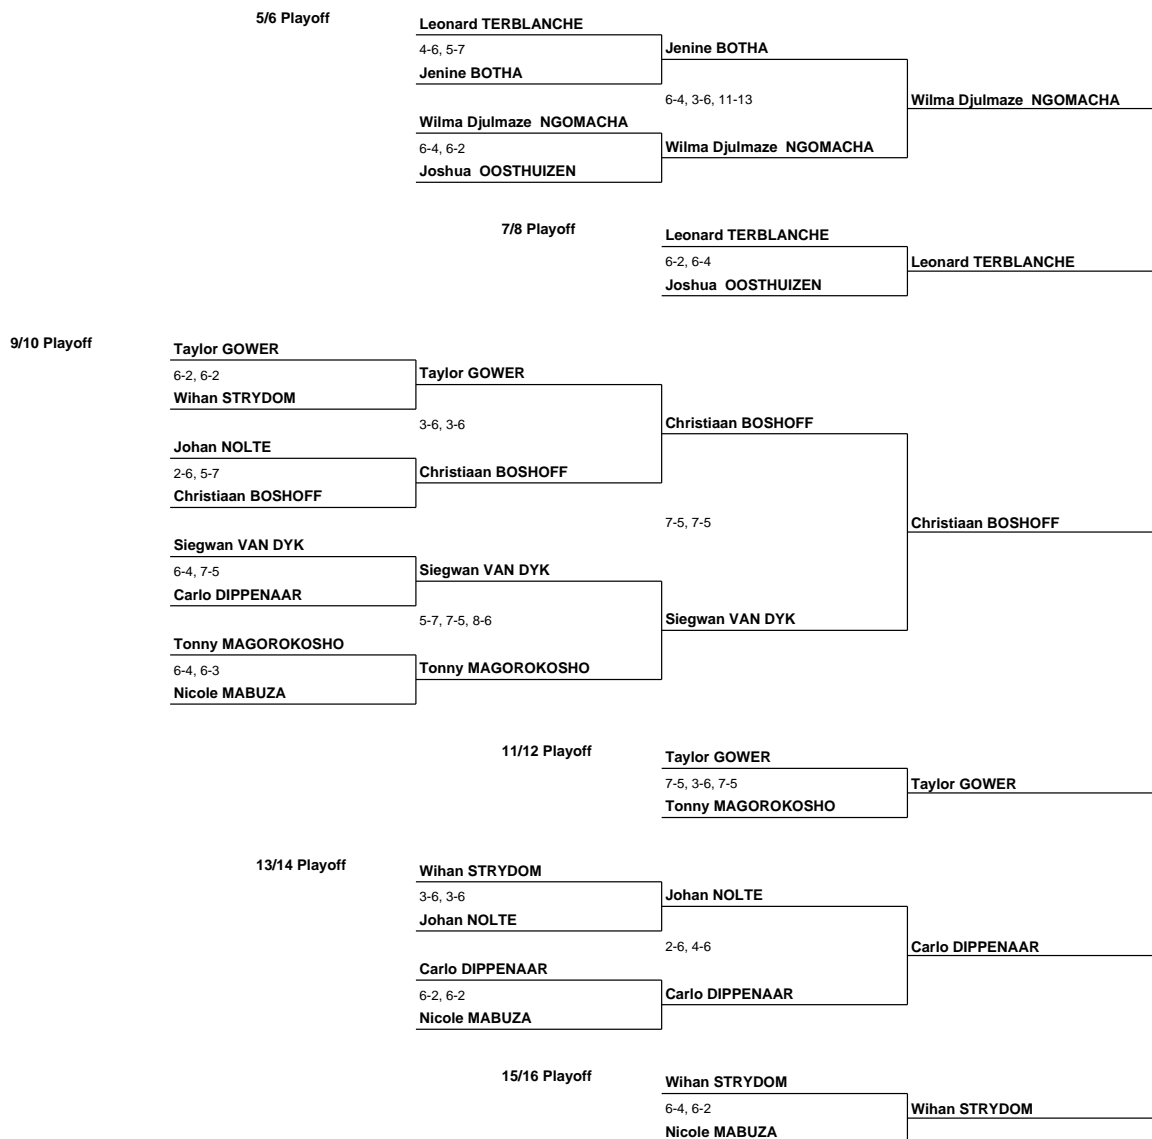 5/6 Playoff
Leonard TERBLANCHE
4-6, 5-7
Jenine BOTHA
Jenine BOTHA
6-4, 3-6, 11-13
Wilma Djulmaze  NGOMACHA
Wilma Djulmaze  NGOMACHA
6-4, 6-2
Wilma Djulmaze  NGOMACHA
Joshua  OOSTHUIZEN
7/8 Playoff
Leonard TERBLANCHE
6-2, 6-4
Leonard TERBLANCHE
Joshua  OOSTHUIZEN
9/10 Playoff
Taylor GOWER
6-2, 6-2
Taylor GOWER
Wihan STRYDOM
3-6, 3-6
Christiaan BOSHOFF
Johan NOLTE
2-6, 5-7
Christiaan BOSHOFF
Christiaan BOSHOFF
7-5, 7-5
Christiaan BOSHOFF
Siegwan VAN DYK
6-4, 7-5
Siegwan VAN DYK
Carlo DIPPENAAR
5-7, 7-5, 8-6
Siegwan VAN DYK
Tonny MAGOROKOSHO
6-4, 6-3
Tonny MAGOROKOSHO
Nicole MABUZA
11/12 Playoff
Taylor GOWER
7-5, 3-6, 7-5
Taylor GOWER
Tonny MAGOROKOSHO
13/14 Playoff
Wihan STRYDOM
3-6, 3-6
Johan NOLTE
Johan NOLTE
2-6, 4-6
Carlo DIPPENAAR
Carlo DIPPENAAR
6-2, 6-2
Carlo DIPPENAAR
Nicole MABUZA
15/16 Playoff
Wihan STRYDOM
6-4, 6-2
Wihan STRYDOM
Nicole MABUZA